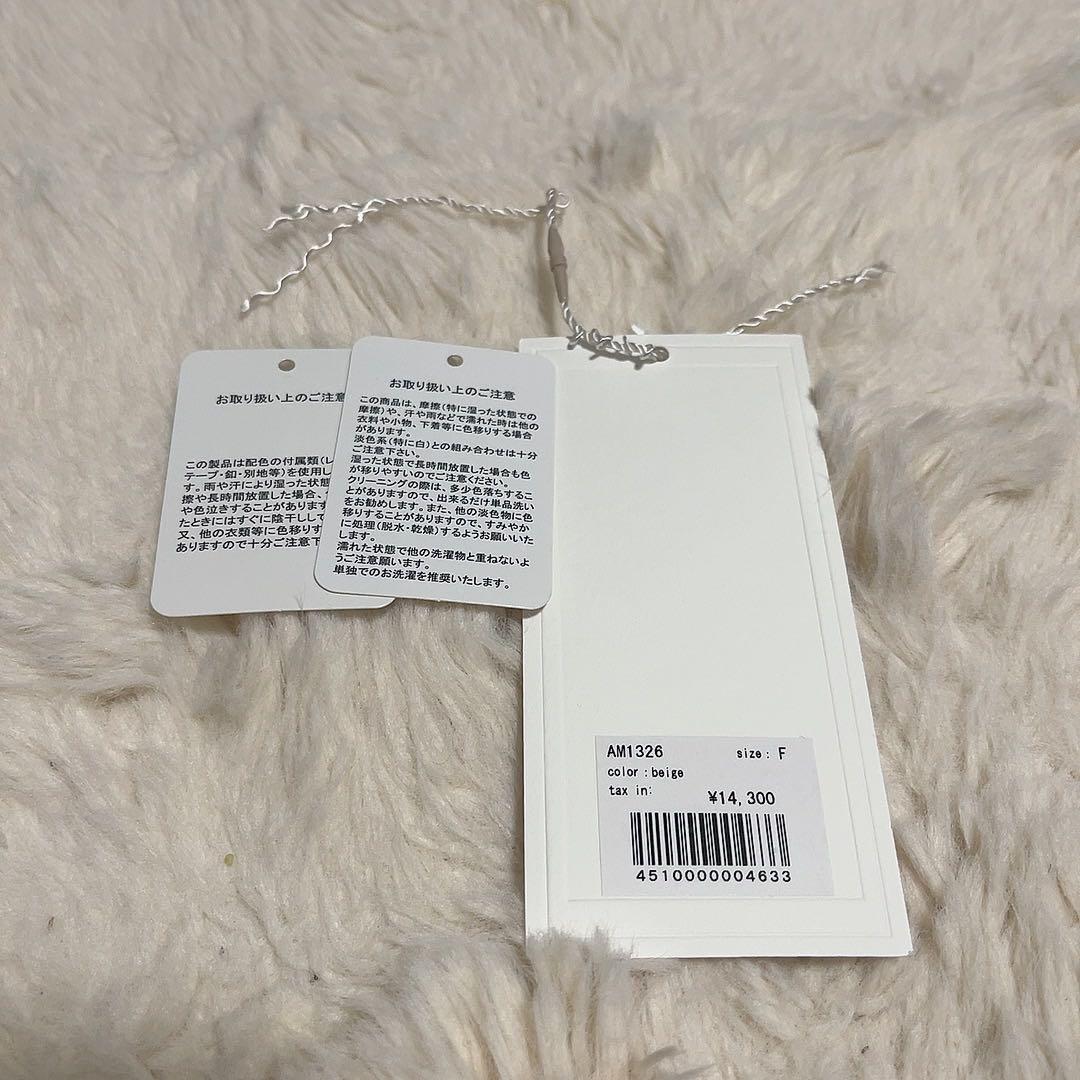 お取り扱い上のご注意
この製品は配色の付属類(レ
テープ・釦・別地等)を使用し
す。雨や汗により湿った状態
擦や長時間放置した場合、
や色泣きすることがあります
たときにはすぐに陰干しして
又、他の衣類等に色移りす
ありますので十分ご注意下
お取り扱い上のご注意
この商品は、摩擦(特に湿った状態での
摩擦)や、汗や雨などで濡れた時は他の
衣料や小物、下着等に色移りする場合
があります。
淡色系(特に白)との組み合わせは十分
ご注意下さい。
湿った状態で長時間放置した場合も色
が移りやすいのでご注意ください。
クリーニングの際は、多少色落ちするこ
とがありますので、出来るだけ単品洗い
をお勧めします。また、他の淡色物に色
移りすることがありますので、すみやか
に処理(脱水・乾燥)するようお願いいた
します。
濡れた状態で他の洗濯物と重ねないよ
うご注意願います。
単独でのお洗濯を推奨いたします。
AM1326 size: F
color:beige
tax in:
¥14,300
4510000004633